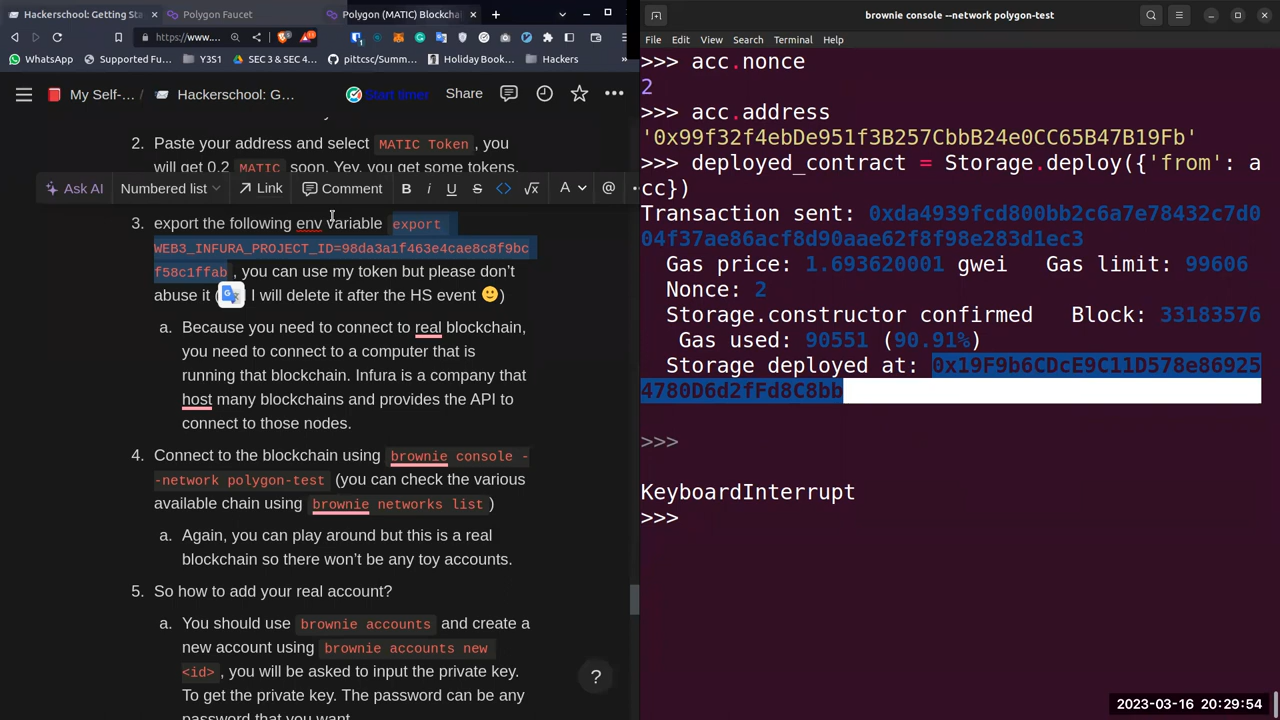 Hackerschool: Getting Sta
Polygon Faucet
Polygon (MATIC) Blockchai
https://www....
WhatsApp
Supported Fu...
Y3S1
SEC 3 & SEC 4...
pittcsc/Summ...
Holiday Book...
Hackers
My Self-... / Hackerschool: G...
Start timer
Share
2. Paste your address and select MATIC Token, you
will get 0.2 MATIC soon. Yey, you get some tokens.
Ask AI Numbered list Link Comment B i U S <> √x A @
3. export the following env variable export
WEB3_INFURA_PROJECT_ID=98da3a1f463e4cae8c8f9bc
f58c1ffab, you can use my token but please don’t
abuse it ( I will delete it after the HS event 🙂)
a. Because you need to connect to real blockchain,
you need to connect to a computer that is
running that blockchain. Infura is a company that
host many blockchains and provides the API to
connect to those nodes.
4. Connect to the blockchain using brownie console -
-network polygon-test (you can check the various
available chain using brownie networks list)
a. Again, you can play around but this is a real
blockchain so there won’t be any toy accounts.
5. So how to add your real account?
a. You should use brownie accounts and create a
new account using brownie accounts new
<id>, you will be asked to input the private key.
To get the private key. The password can be any
password that you want.
?
brownie console --network polygon-test
File Edit View Search Terminal Help
>>> acc.nonce
2
>>> acc.address
'0x99f32f4ebDe951f3B257CbbB24e0CC65B47B19Fb'
>>> deployed_contract = Storage.deploy({'from': a
cc})
Transaction sent: 0xda4939fcd800bb2c6a7e78432c7d0
04f37ae86acf8d90aae62f8f98e283d1ec3
Gas price: 1.693620001 gwei Gas limit: 99606
Nonce: 2
Storage.constructor confirmed Block: 33183576
Gas used: 90551 (90.91%)
Storage deployed at: 0x19F9b6CDcE9C11D578e86925
4780D6d2fFd8C8bb
>>>
KeyboardInterrupt
>>>
2023-03-16 20:29:54